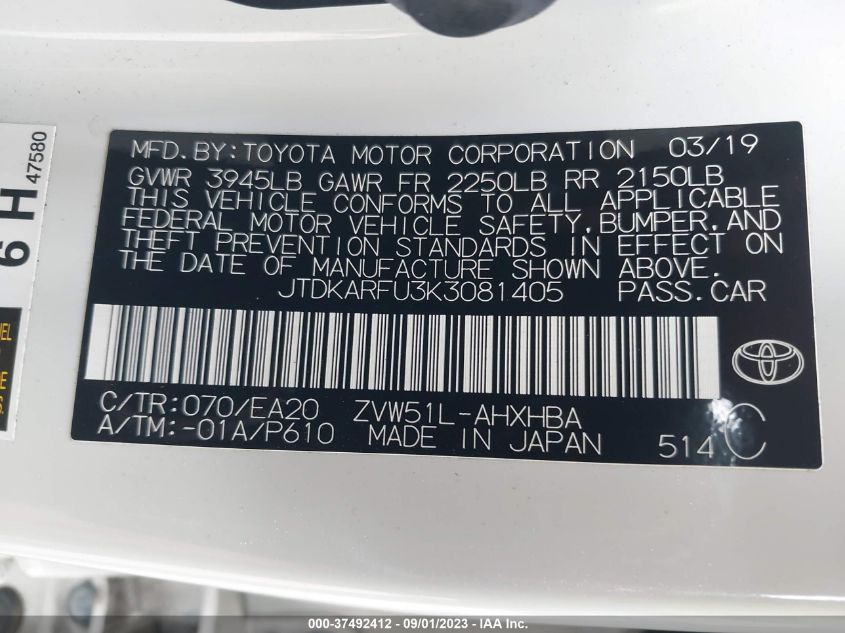 MFD.BY:TOYOTA MOTOR CORPORATION 03/19
GVWR 3945LB GAWR FR 2250LB RR 2150LB
THIS VEHICLE CONFORMS TO ALL APPLICABLE
FEDERAL MOTOR VEHICLE SAFETY,BUMPER,AND
THEFT PREVENTION STANDARDS IN EFFECT ON
THE DATE OF MANUFACTURE SHOWN ABOVE.
JTDKARFU3K3081405 PASS.CAR
C/TR:070/EA20 ZVW51L-AHXHBA
A/TM:-01A/P610 MADE IN JAPAN 514 C
6 H
47580
000-37492412 - 09/01/2023 - IAA Inc.